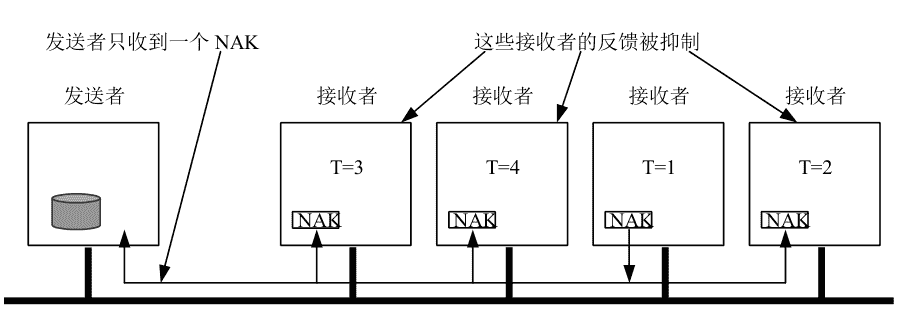 发送者只收到一个 NAK
这些接收者的反馈被抑制
发送者
接收者
接收者
接收者
接收者
T=3
T=4
T=1
T=2
NAK
NAK
NAK
NAK